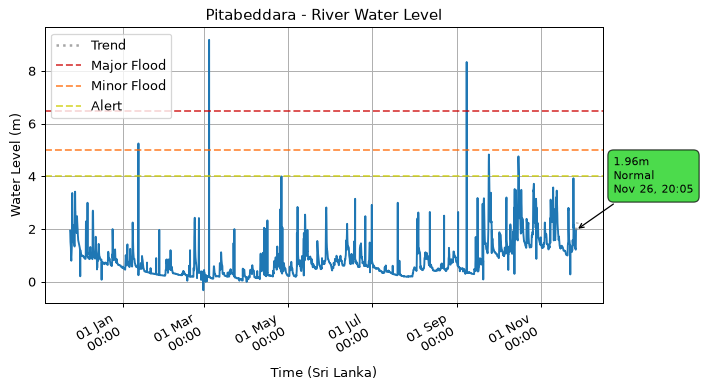 Pitabeddara - River Water Level
Trend
Major Flood
Minor Flood
Alert
Water Level (m)
8
6
4
2
0
1.96m
Normal
Nov 26, 20:05
01 Jan
00:00
01 Mar
00:00
01 May
00:00
01 Jul
00:00
01 Sep
00:00
01 Nov
00:00
Time (Sri Lanka)